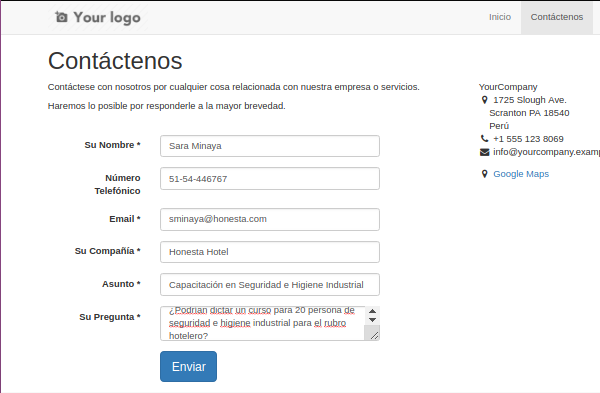 Your logo
Inicio
Contáctenos
Contáctenos
Contáctese con nosotros por cualquier cosa relacionada con nuestra empresa o servicios.
Haremos lo posible por responderle a la mayor brevedad.
YourCompany
1725 Slough Ave.
Scranton PA 18540
Perú
+1 555 123 8069
info@yourcompany.examp
Google Maps
Su Nombre *
Sara Minaya
Número
Telefónico
51-54-446767
Email *
sminaya@honesta.com
Su Compañía *
Honesta Hotel
Asunto *
Capacitación en Seguridad e Higiene Industrial
Su Pregunta *
¿Podrían dictar un curso para 20 persona de
seguridad e higiene industrial para el rubro
hotelero?
Enviar